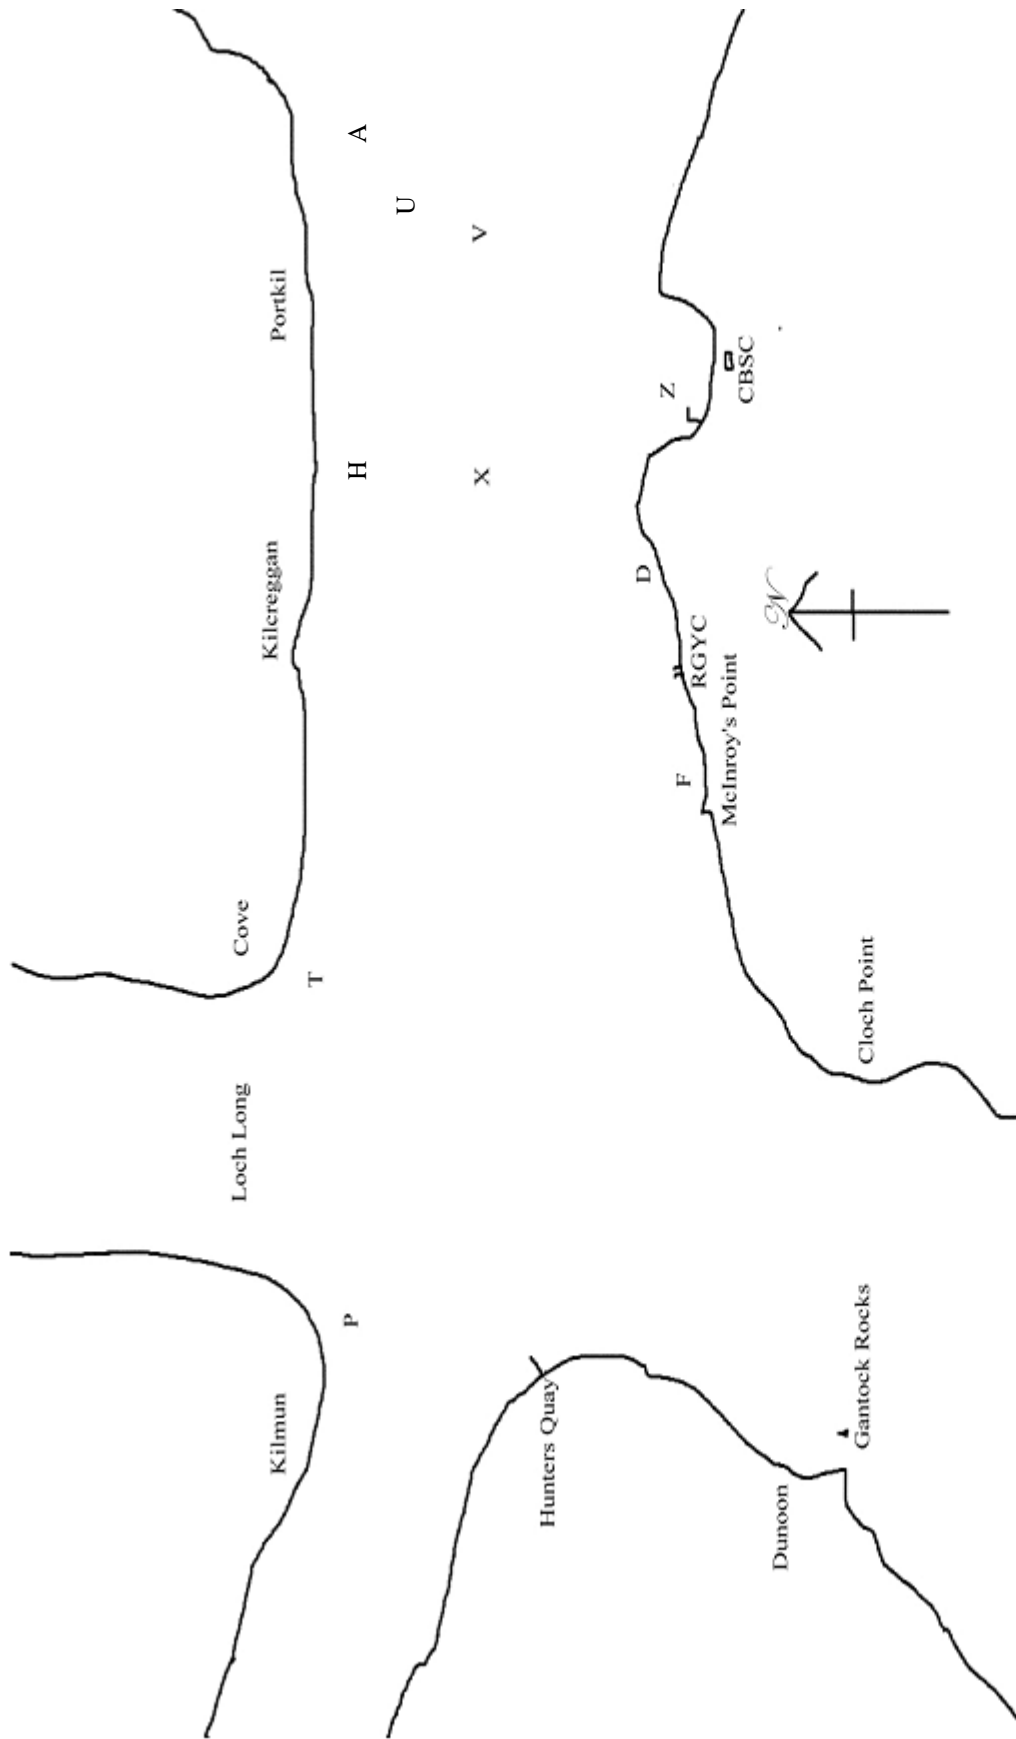 Loch Long
Cove
Kilmun
Kilcreggan
Portkil
T
P
H
A
U
X
V
Hunters Quay
D
Z
F
RGYC
McInroy's Point
CBSC
N
Dunoon
Gantock Rocks
Cloch Point